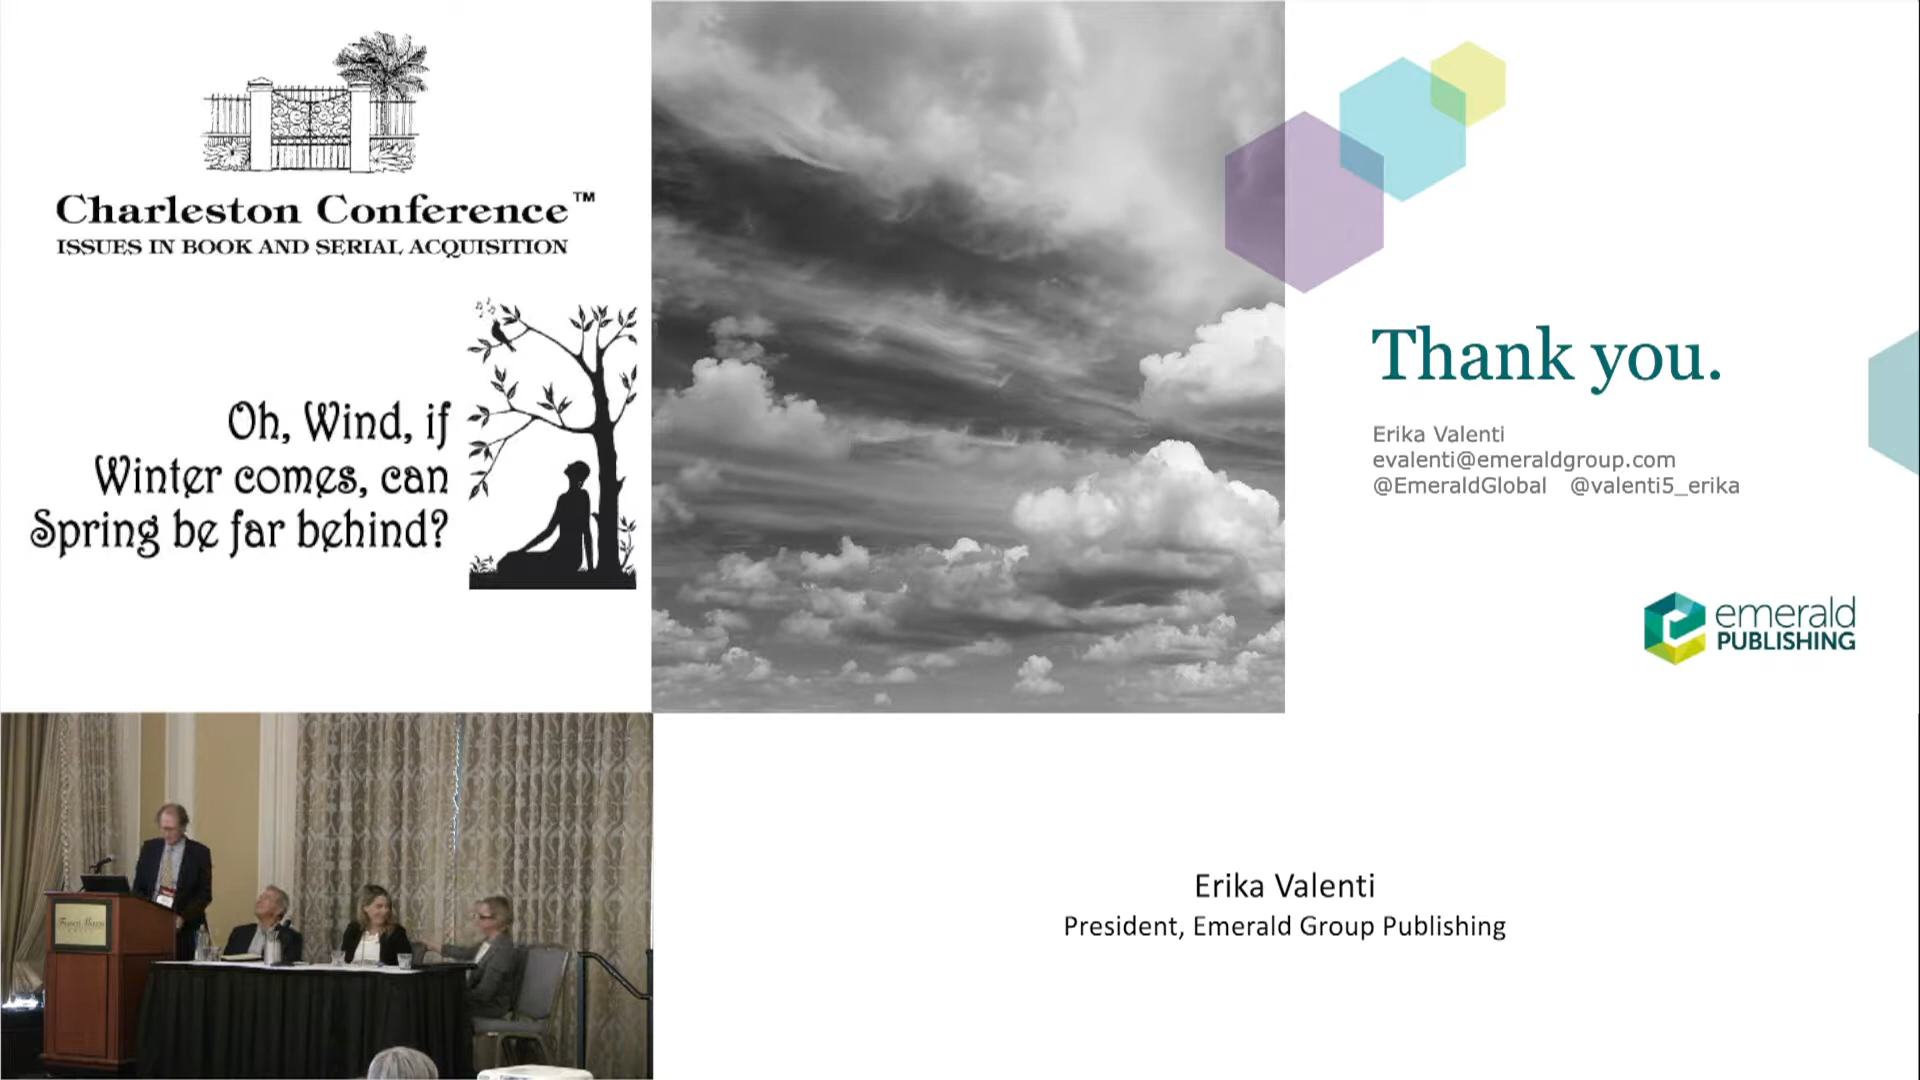 Charleston Conference™
ISSUES IN BOOK AND SERIAL ACQUISITION
Oh, Wind, if
Winter comes, can
Spring be far behind?
Thank you.
Erika Valenti
evalenti@emeraldgroup.com
@EmeraldGlobal @valenti5_erika
emerald
PUBLISHING
Erika Valenti
President, Emerald Group Publishing